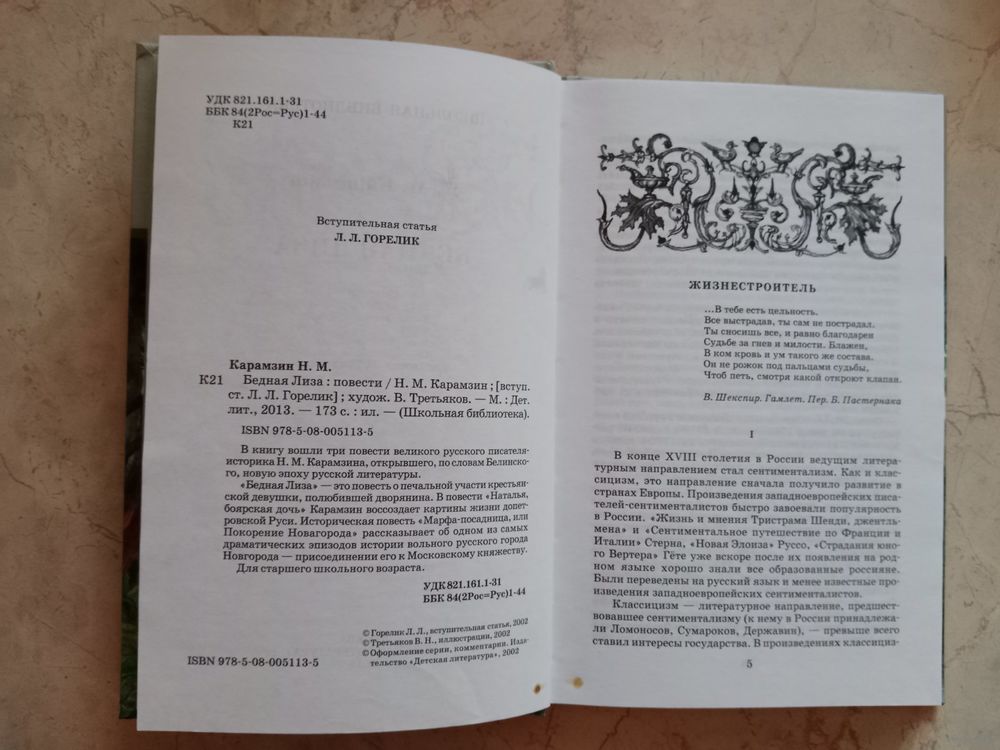 УДК 821.161.1-31
ББК 84(2Рос=Рус)1-44
К21
Вступительная статья
Л. Л. ГОРЕЛИК
Карамзин Н. М.
К21 Бедная Лиза : повести / Н. М. Карамзин ; [вступ.
ст. Л. Л. Горелик] ; худож. В. Третьяков. — М. : Дет.
лит., 2013. — 173 с. : ил. — (Школьная библиотека).
ISBN 978-5-08-005113-5
В книгу вошли три повести великого русского писателя-
историка Н. М. Карамзина, открывшего, по словам Белинско-
го, новую эпоху русской литературы.
«Бедная Лиза» — это повесть о печальной участи крестьян-
ской девушки, полюбившей дворянина. В повести «Наталья,
боярская дочь» Карамзин воссоздает картины жизни допет-
ровской Руси. Историческая повесть «Марфа-посадница, или
Покорение Новагорода» рассказывает об одном из самых
драматических эпизодов истории вольного русского города
Новгорода — присоединении его к Московскому княжеству.
Для старшего школьного возраста.
УДК 821.161.1-31
ББК 84(2Рос=Рус)1-44
© Горелик Л. Л., вступительная статья, 2002
© Третьяков В. Н., иллюстрации, 2002
© Оформление серии, комментарии. Изда-
тельство «Детская литература», 2002
ISBN 978-5-08-005113-5
ЖИЗНЕСТРОИТЕЛЬ
...В тебе есть цельность.
Все выстрадав, ты сам не пострадал.
Ты сносишь все, и равно благодарен
Судьбе за гнев и милости. Блажен,
В ком кровь и ум такого же состава.
Он не рожок под пальцами судьбы,
Чтоб петь, смотря какой откроют клапан.
В. Шекспир. Гамлет. Пер. Б. Пастернака
I
В конце XVIII столетия в России ведущим литера-
турным направлением стал сентиментализм. Как и клас-
сицизм, это направление сначала получило развитие в
странах Европы. Произведения западноевропейских писа-
телей-сентименталистов быстро завоевали популярность
в России. «Жизнь и мнения Тристрама Шенди, джентль-
мена» и «Сентиментальное путешествие по Франции и
Италии» Стерна, «Новая Элоиза» Руссо, «Страдания юно-
го Вертера» Гёте уже вскоре после их появления на род-
ном языке хорошо знали все образованные россияне.
Были переведены на русский язык и менее известные про-
изведения западноевропейских сентименталистов.
Классицизм — литературное направление, предшест-
вовавшее сентиментализму (к нему в России принадлежа-
ли Ломоносов, Сумароков, Державин), — превыше всего
ставил интересы государства. В произведениях классициз-
5